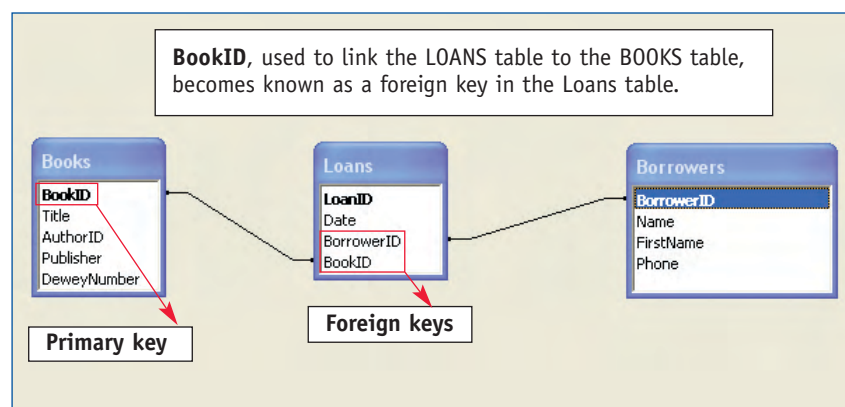 BookID, used to link the LOANS table to the BOOKS table,
becomes known as a foreign key in the Loans table.
Books
BookID
Title
AuthorID
Publisher
DeweyNumber
Primary key
Loans
LoanID
Date
BorrowerID
BookID
Foreign keys
Borrowers
BorrowerID
Name
FirstName
Phone